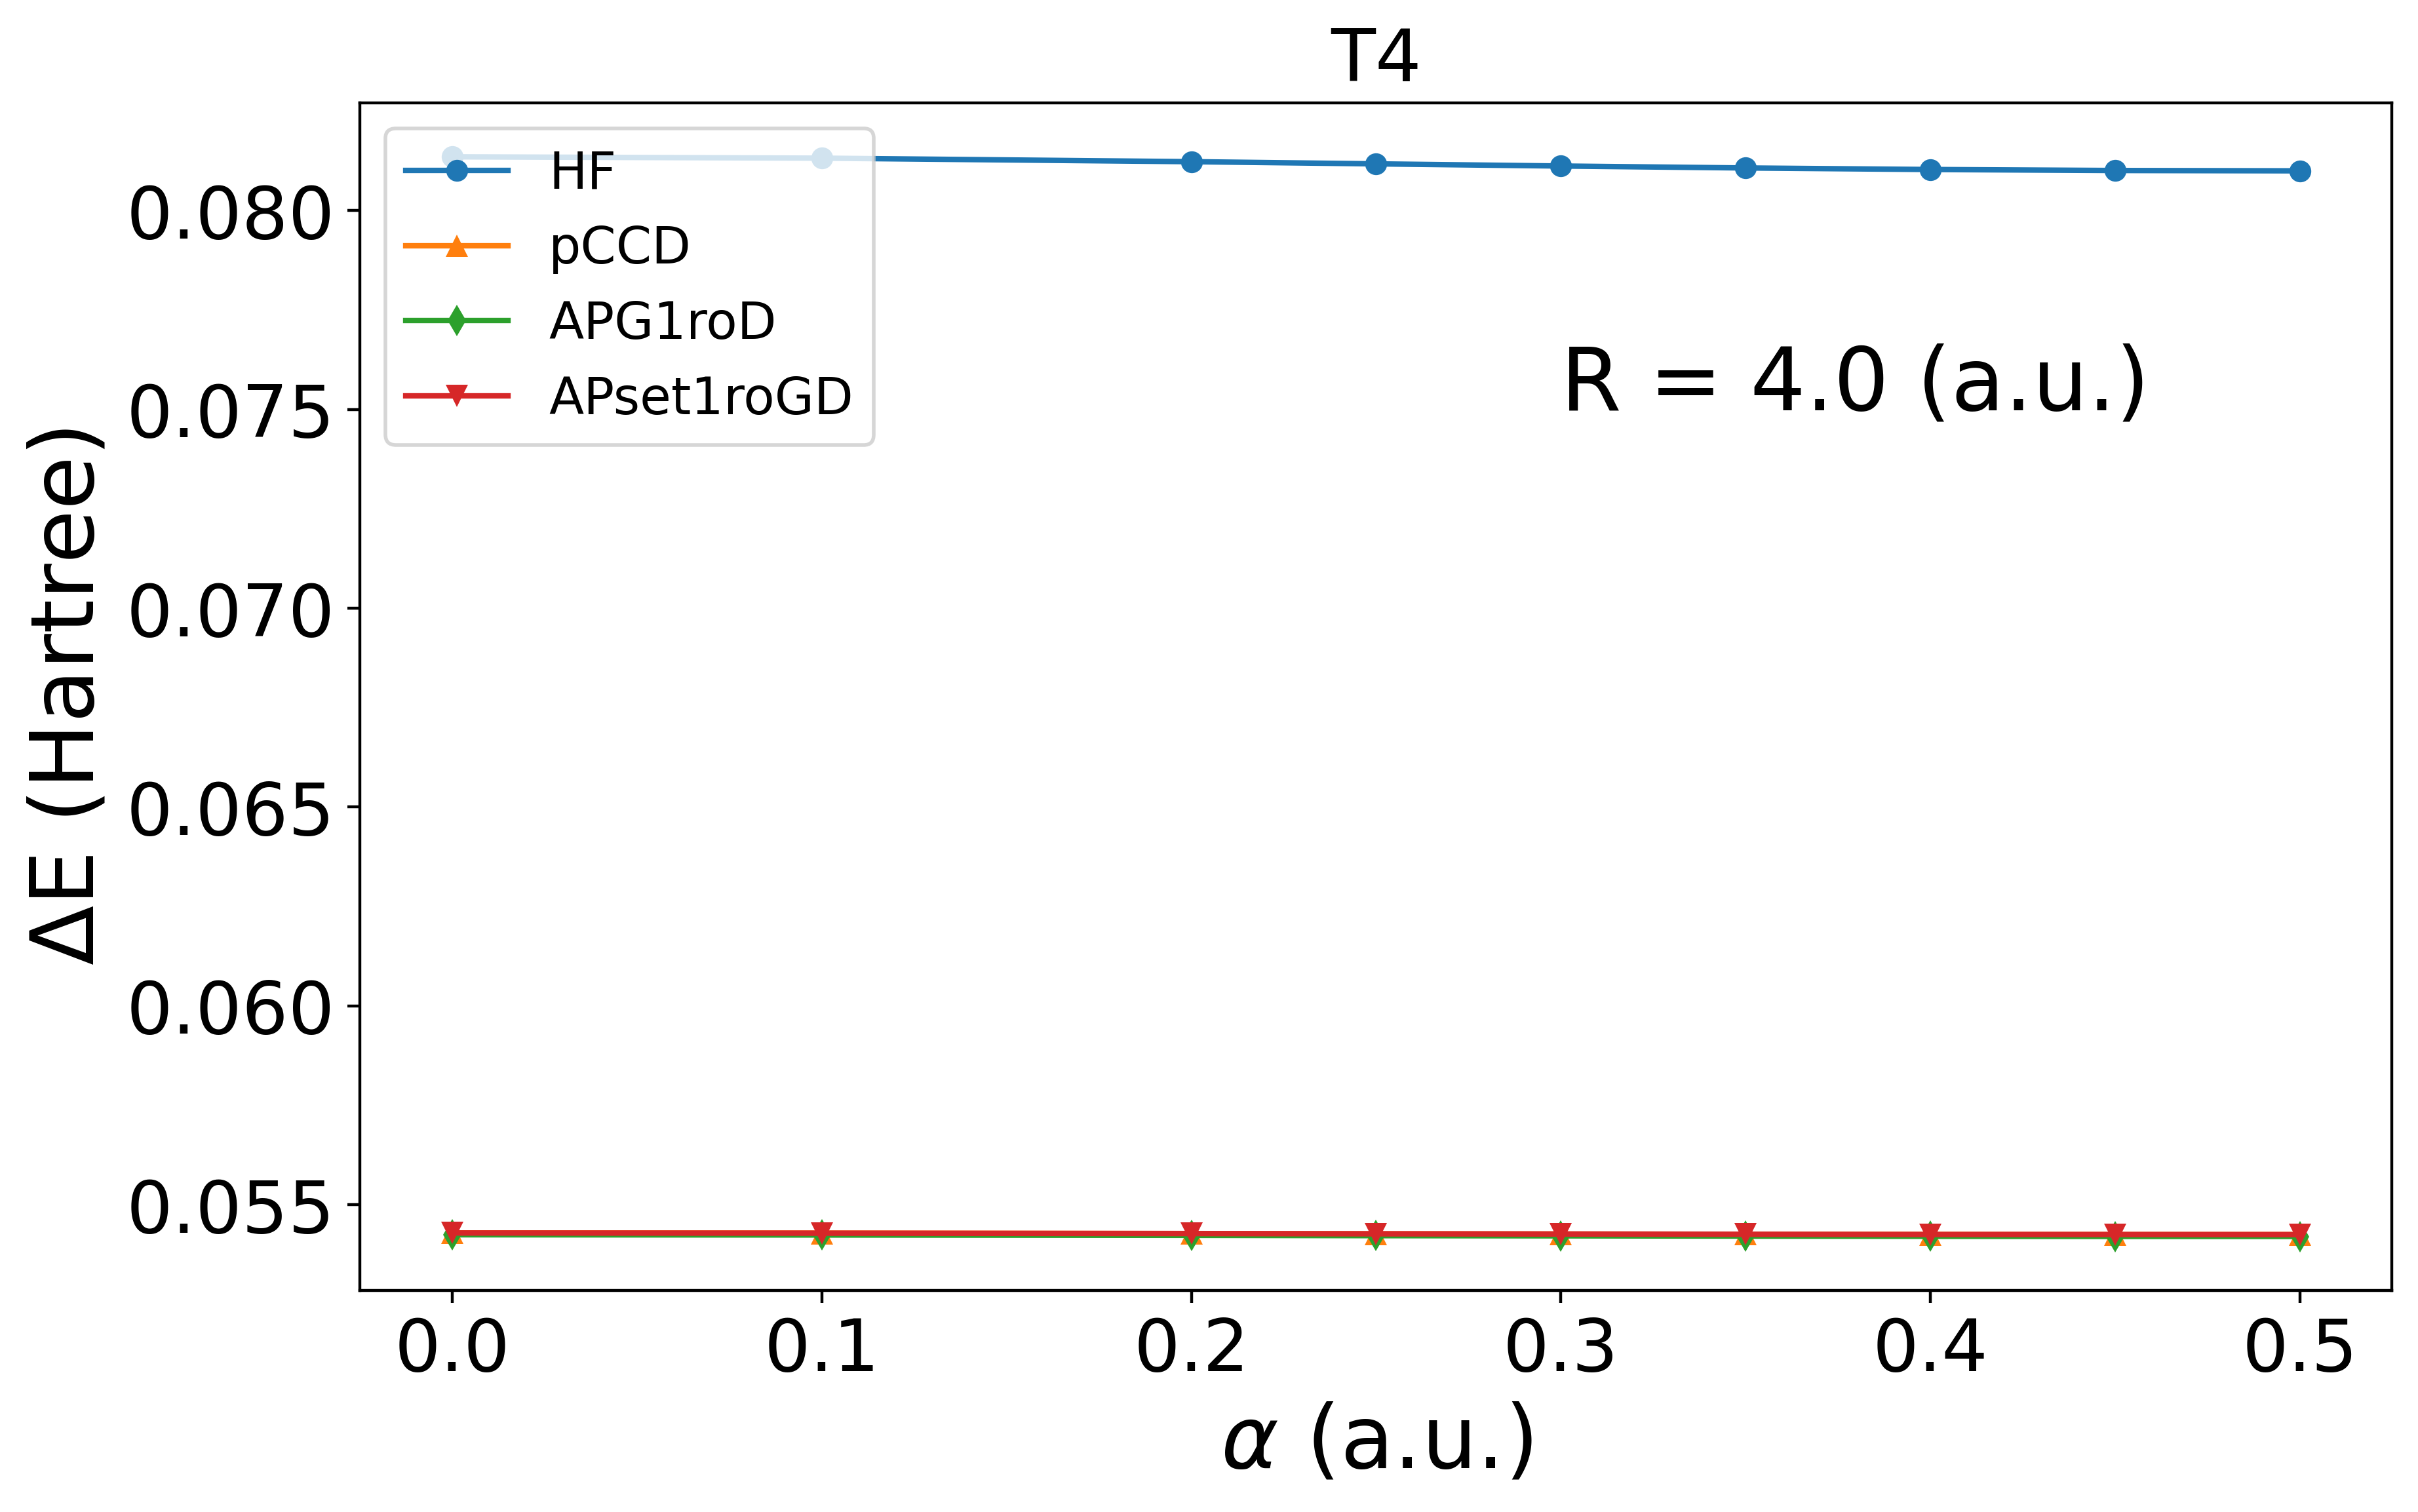 T4
HF
pCCD
APG1roD
APset1roGD
R = 4.0 (a.u.)
ΔE (Hartree)
0.080
0.075
0.070
0.065
0.060
0.055
0.0 0.1 0.2 0.3 0.4 0.5
α (a.u.)